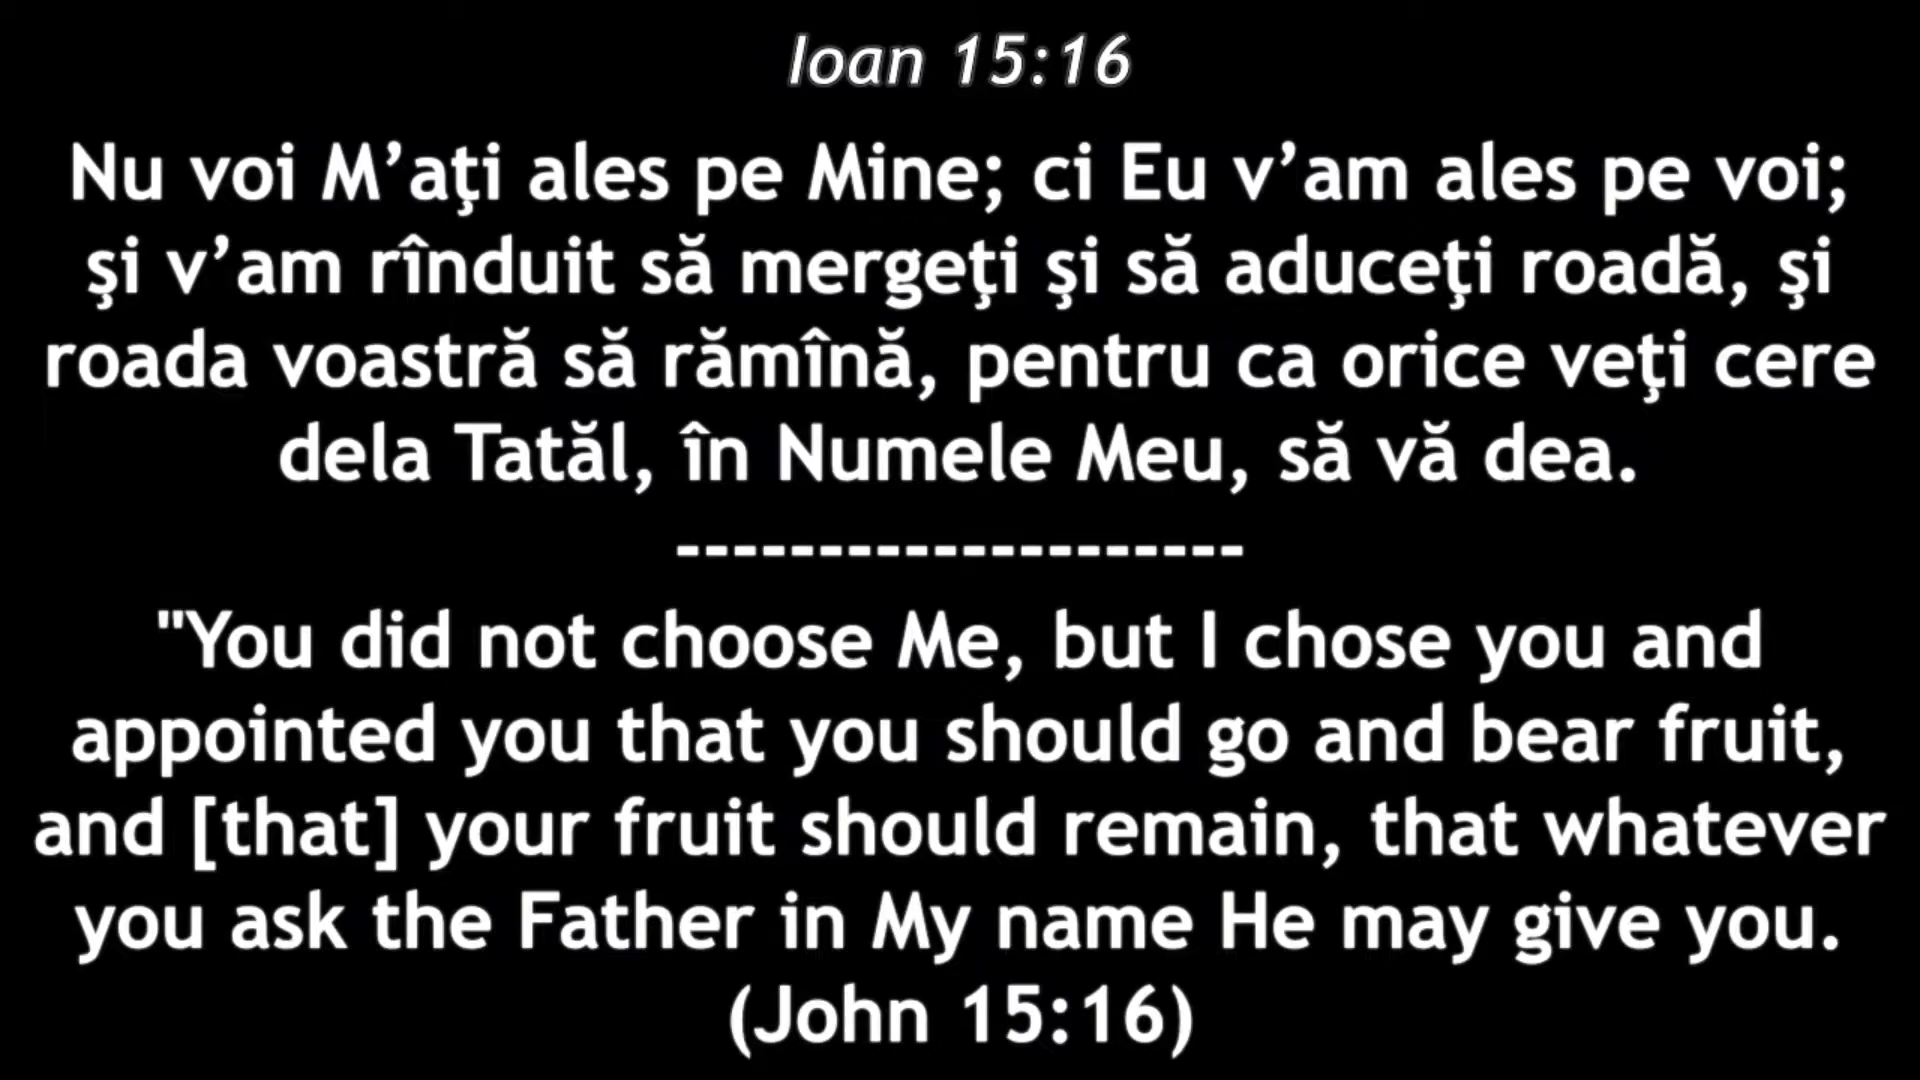 Ioan 15:16
Nu voi M’aţi ales pe Mine; ci Eu v’am ales pe voi;
şi v’am rînduit să mergeţi şi să aduceţi roadă, şi
roada voastră să rămînă, pentru ca orice veţi cere
dela Tatăl, în Numele Meu, să vă dea.
--------------------
"You did not choose Me, but I chose you and
appointed you that you should go and bear fruit,
and [that] your fruit should remain, that whatever
you ask the Father in My name He may give you.
(John 15:16)